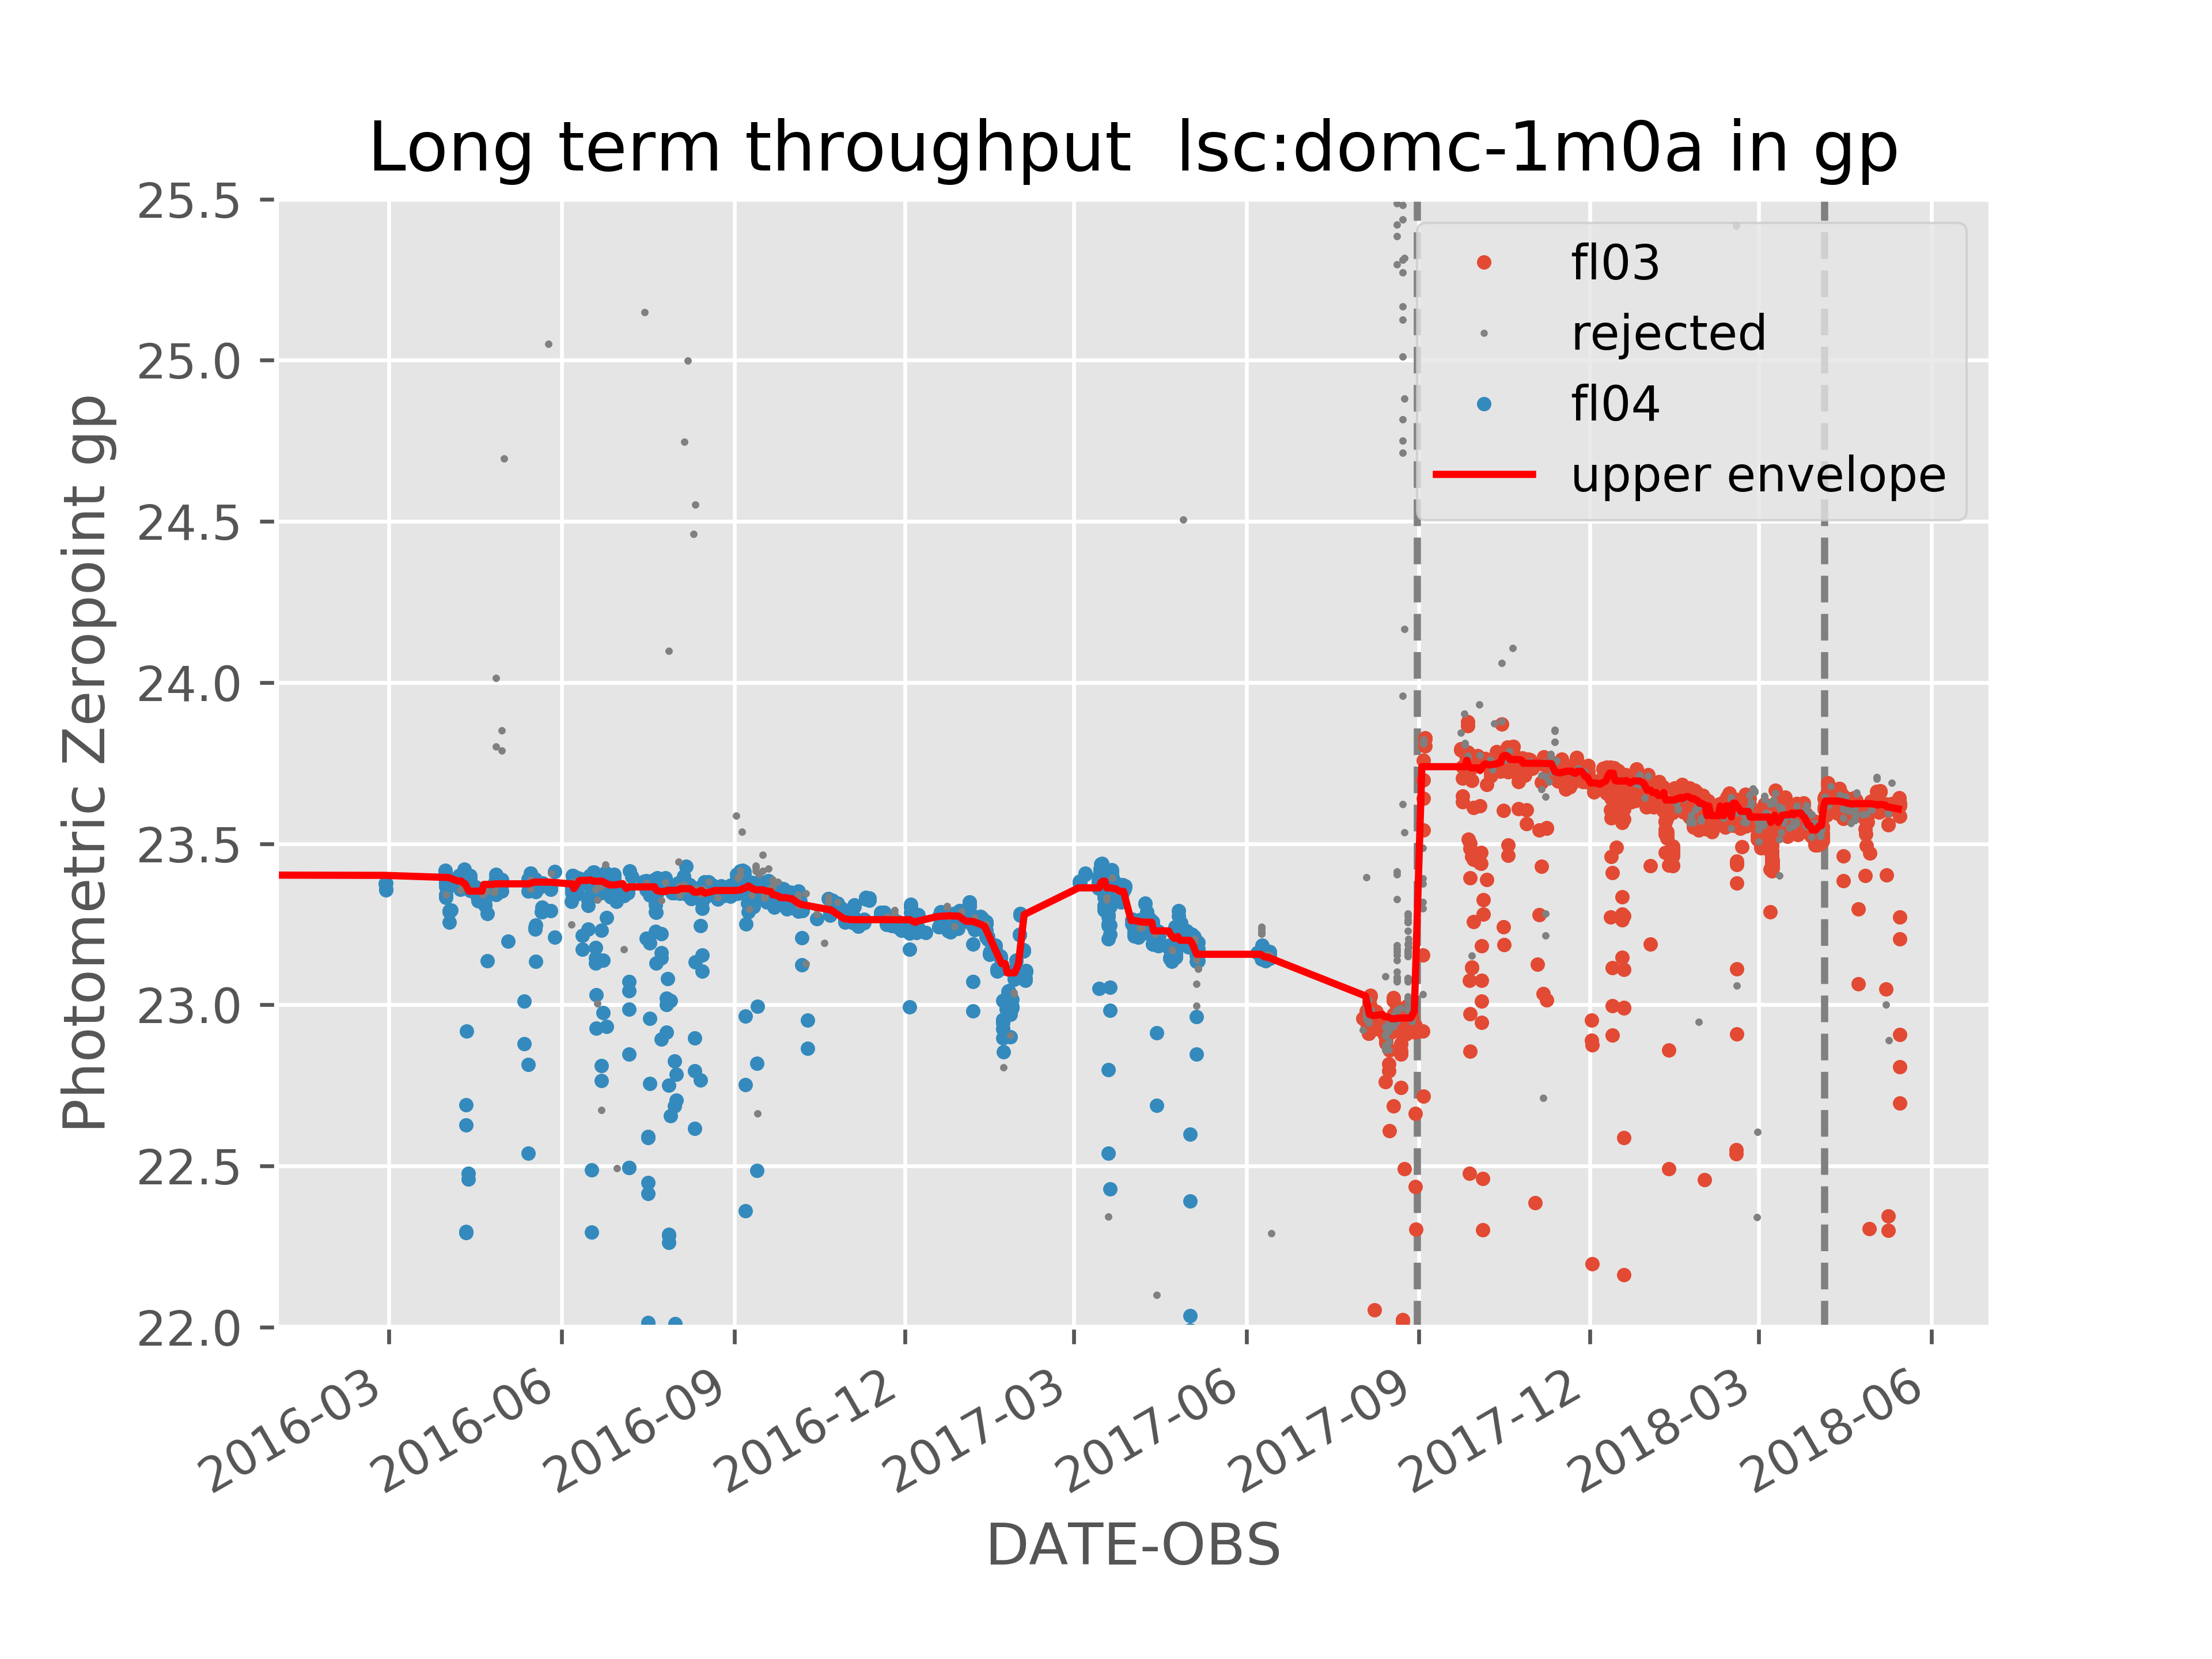 Long term throughput  lsc:domc-1m0a in gp
25.5
25.0
24.5
24.0
23.5
23.0
22.5
22.0
Photometric Zeropoint gp
fl03
rejected
fl04
upper envelope
2016-03
2016-06
2016-09
2016-12
2017-03
2017-06
2017-09
2017-12
2018-03
2018-06
DATE-OBS